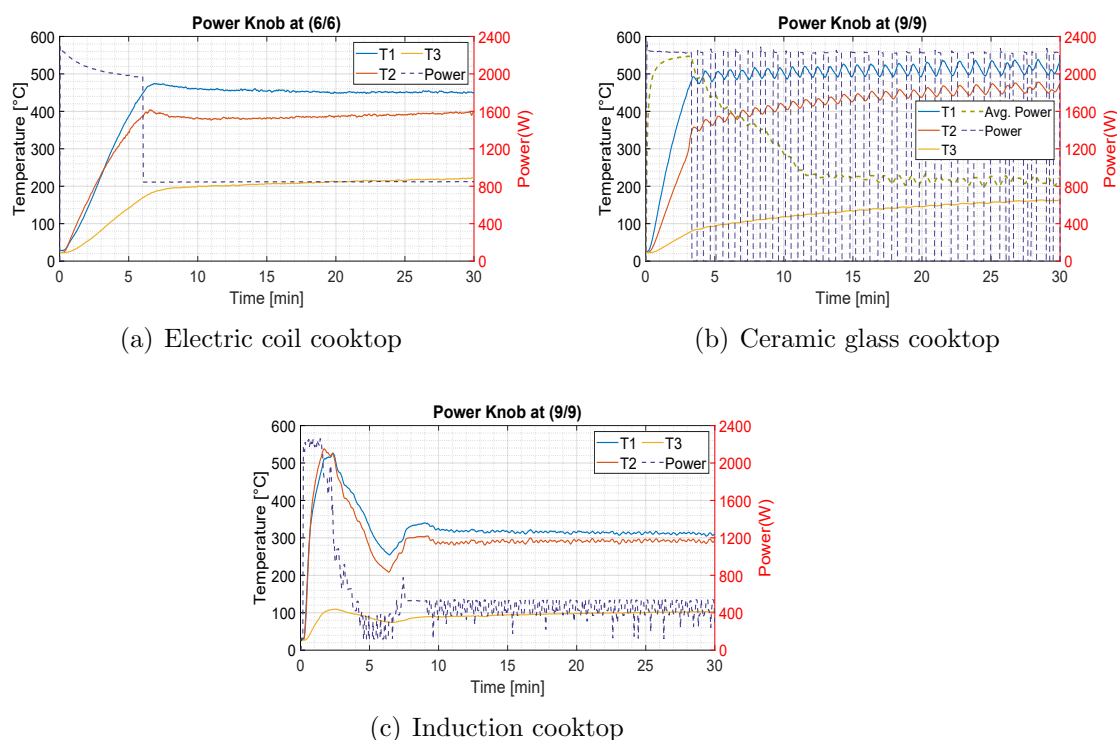 Power Knob at (6/6)
600
500
400
300
200
100
0
Temperature [°C]
2400
2000
1600
1200
800
400
0
Power(W)
T1 T3
T2 Power
0 5 10 15 20 25 30
Time [min]
(a) Electric coil cooktop
Power Knob at (9/9)
600
500
400
300
200
100
0
Temperature [°C]
2400
2000
1600
1200
800
400
0
Power(W)
T1 Avg. Power
T2 Power
T3
0 5 10 15 20 25 30
Time [min]
(b) Ceramic glass cooktop
Power Knob at (9/9)
600
500
400
300
200
100
0
Temperature [°C]
2400
2000
1600
1200
800
400
0
Power(W)
T1 T3
T2 Power
0 5 10 15 20 25 30
Time [min]
(c) Induction cooktop